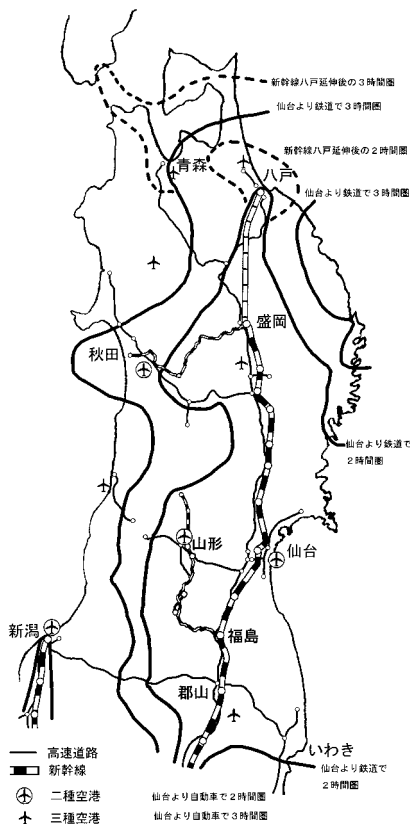 新幹線八戸延伸後の３時間圏
仙台より鉄道で３時間圏
青森
新幹線八戸延伸後の２時間圏
八戸
仙台より鉄道で３時間圏
盛岡
秋田
仙台より鉄道で
２時間圏
山形
仙台
新潟
福島
郡山
いわき
高速道路
新幹線
二種空港
三種空港
仙台より鉄道で
２時間圏
仙台より自動車で２時間圏
仙台より自動車で３時間圏